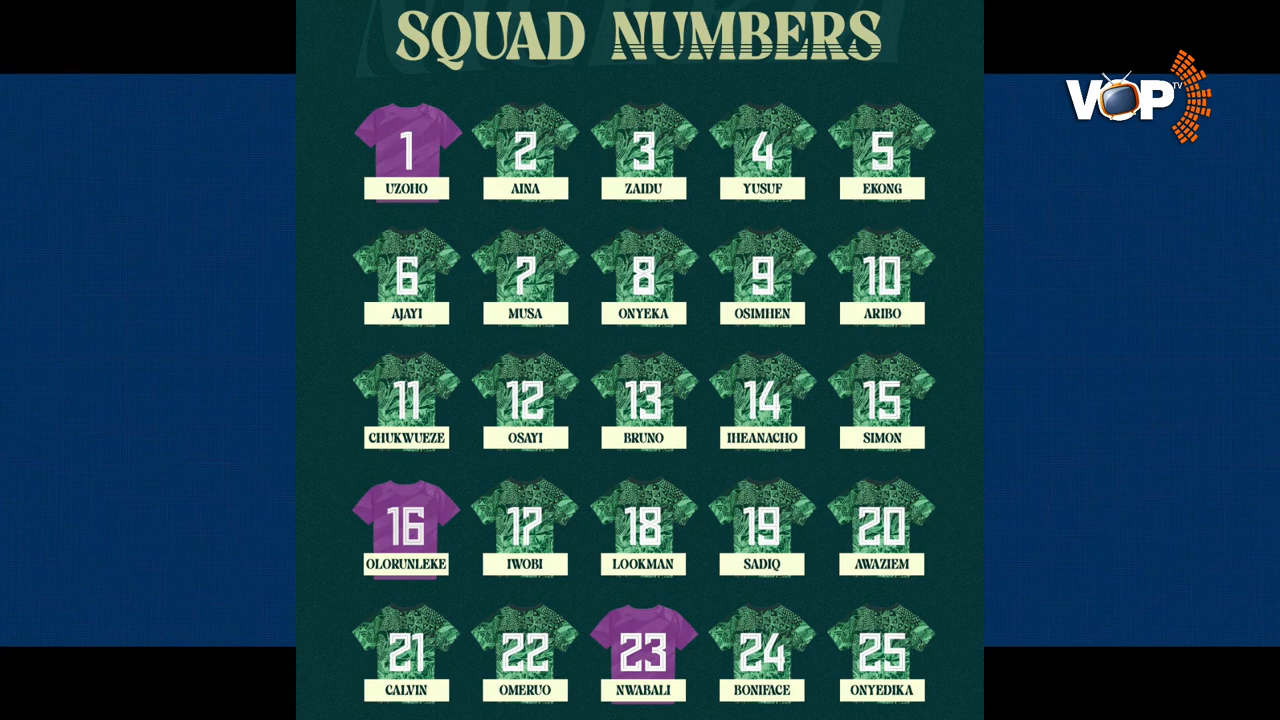 SQUAD NUMBERS
VOP TV
1 2 3 4 5
UZOHO AINA ZAIDU YUSUF EKONG
6 7 8 9 10
AJAYI MUSA ONYEKA OSIMHEN ARIBO
11 12 13 14 15
CHUKWUEZE OSAYI BRUNO IHEANACHO SIMON
16 17 18 19 20
OLORUNLEKE IWOBI LOOKMAN SADIQ AWAZIEM
21 22 23 24 25
CALVIN OMERUO NWABALI BONIFACE ONYEDIKA